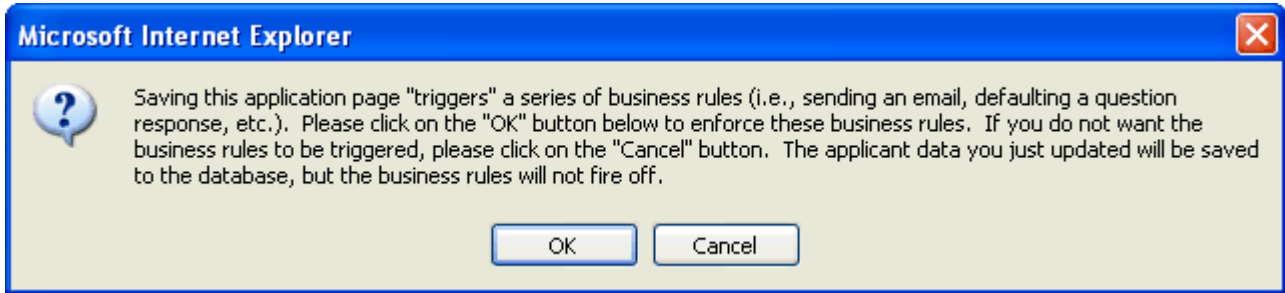 Microsoft Internet Explorer
Saving this application page "triggers" a series of business rules (i.e., sending an email, defaulting a question
response, etc.).  Please click on the "OK" button below to enforce these business rules.  If you do not want the
business rules to be triggered, please click on the "Cancel" button.  The applicant data you just updated will be saved
to the database, but the business rules will not fire off.
OK Cancel